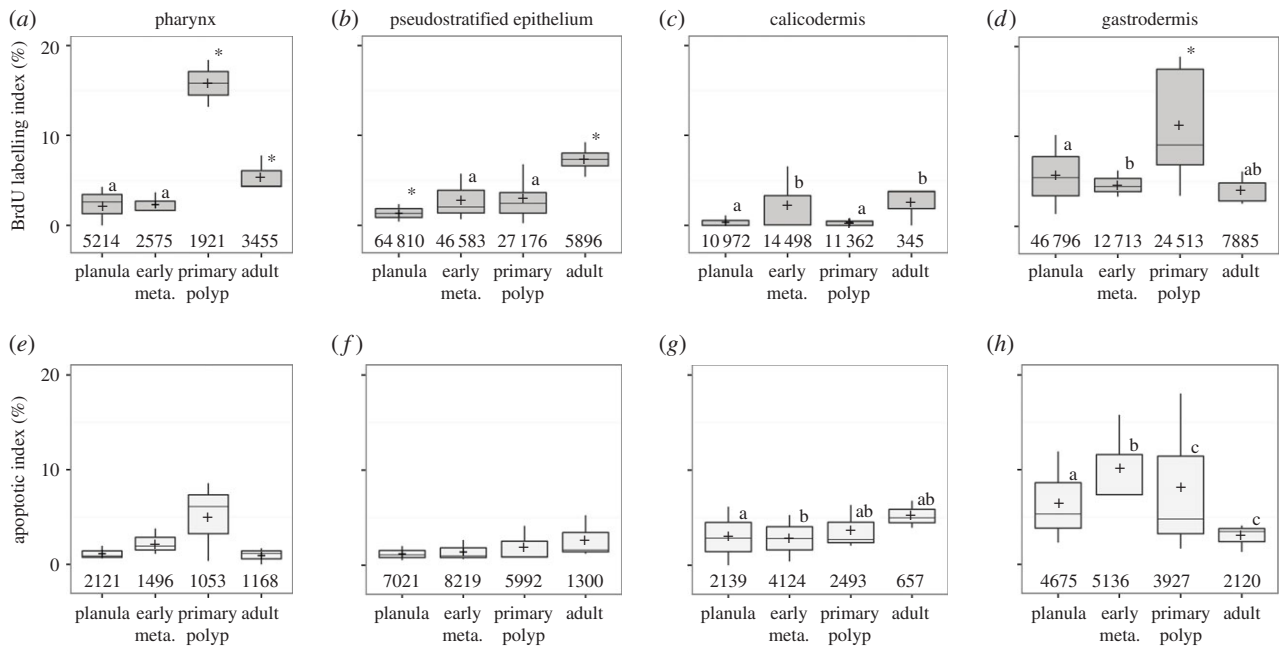 (a) pharynx (b) pseudostratified epithelium (c) calicodermis (d) gastrodermis
BrdU labelling index (%)
20
10
0
* * * * *
a a a a a b a b a b ab
5214 2575 1921 3455 64 810 46 583 27 176 5896 10 972 14 498 11 362 345 46 796 12 713 24 513 7885
planula early primary adult planula early primary adult planula early primary adult planula early primary adult
meta. polyp meta. polyp meta. polyp meta. polyp
(e) (f) (g) (h)
apoptotic index (%)
20
10
0
a b ab ab a b c c
2121 1496 1053 1168 7021 8219 5992 1300 2139 4124 2493 657 4675 5136 3927 2120
planula early primary adult planula early primary adult planula early primary adult planula early primary adult
meta. polyp meta. polyp meta. polyp meta. polyp